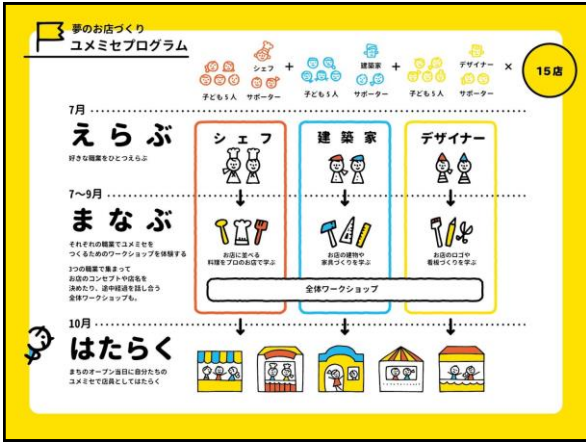 夢のお店づくり
ユメミセプログラム
子ども5人
シェフ
サポーター
+
子ども5人
建築家
サポーター
+
子ども5人
デザイナー
サポーター
×
15店
7月
えらぶ
好きな職業をひとつえらぶ
シェフ
建築家
デザイナー
7〜9月
まなぶ
それぞれの職業でユメミセを
つくるためのワークショップを体験する
3つの職業で集まって
お店のコンセプトや店名を
決めたり、途中経過を話し合う
全体ワークショップも。
お店に並べる
料理をプロのお店で学ぶ
お店の建物や
家具づくりを学ぶ
お店のロゴや
看板づくりを学ぶ
全体ワークショップ
10月
はたらく
まちのオープン当日に自分たちの
ユメミセで店員としてはたらく